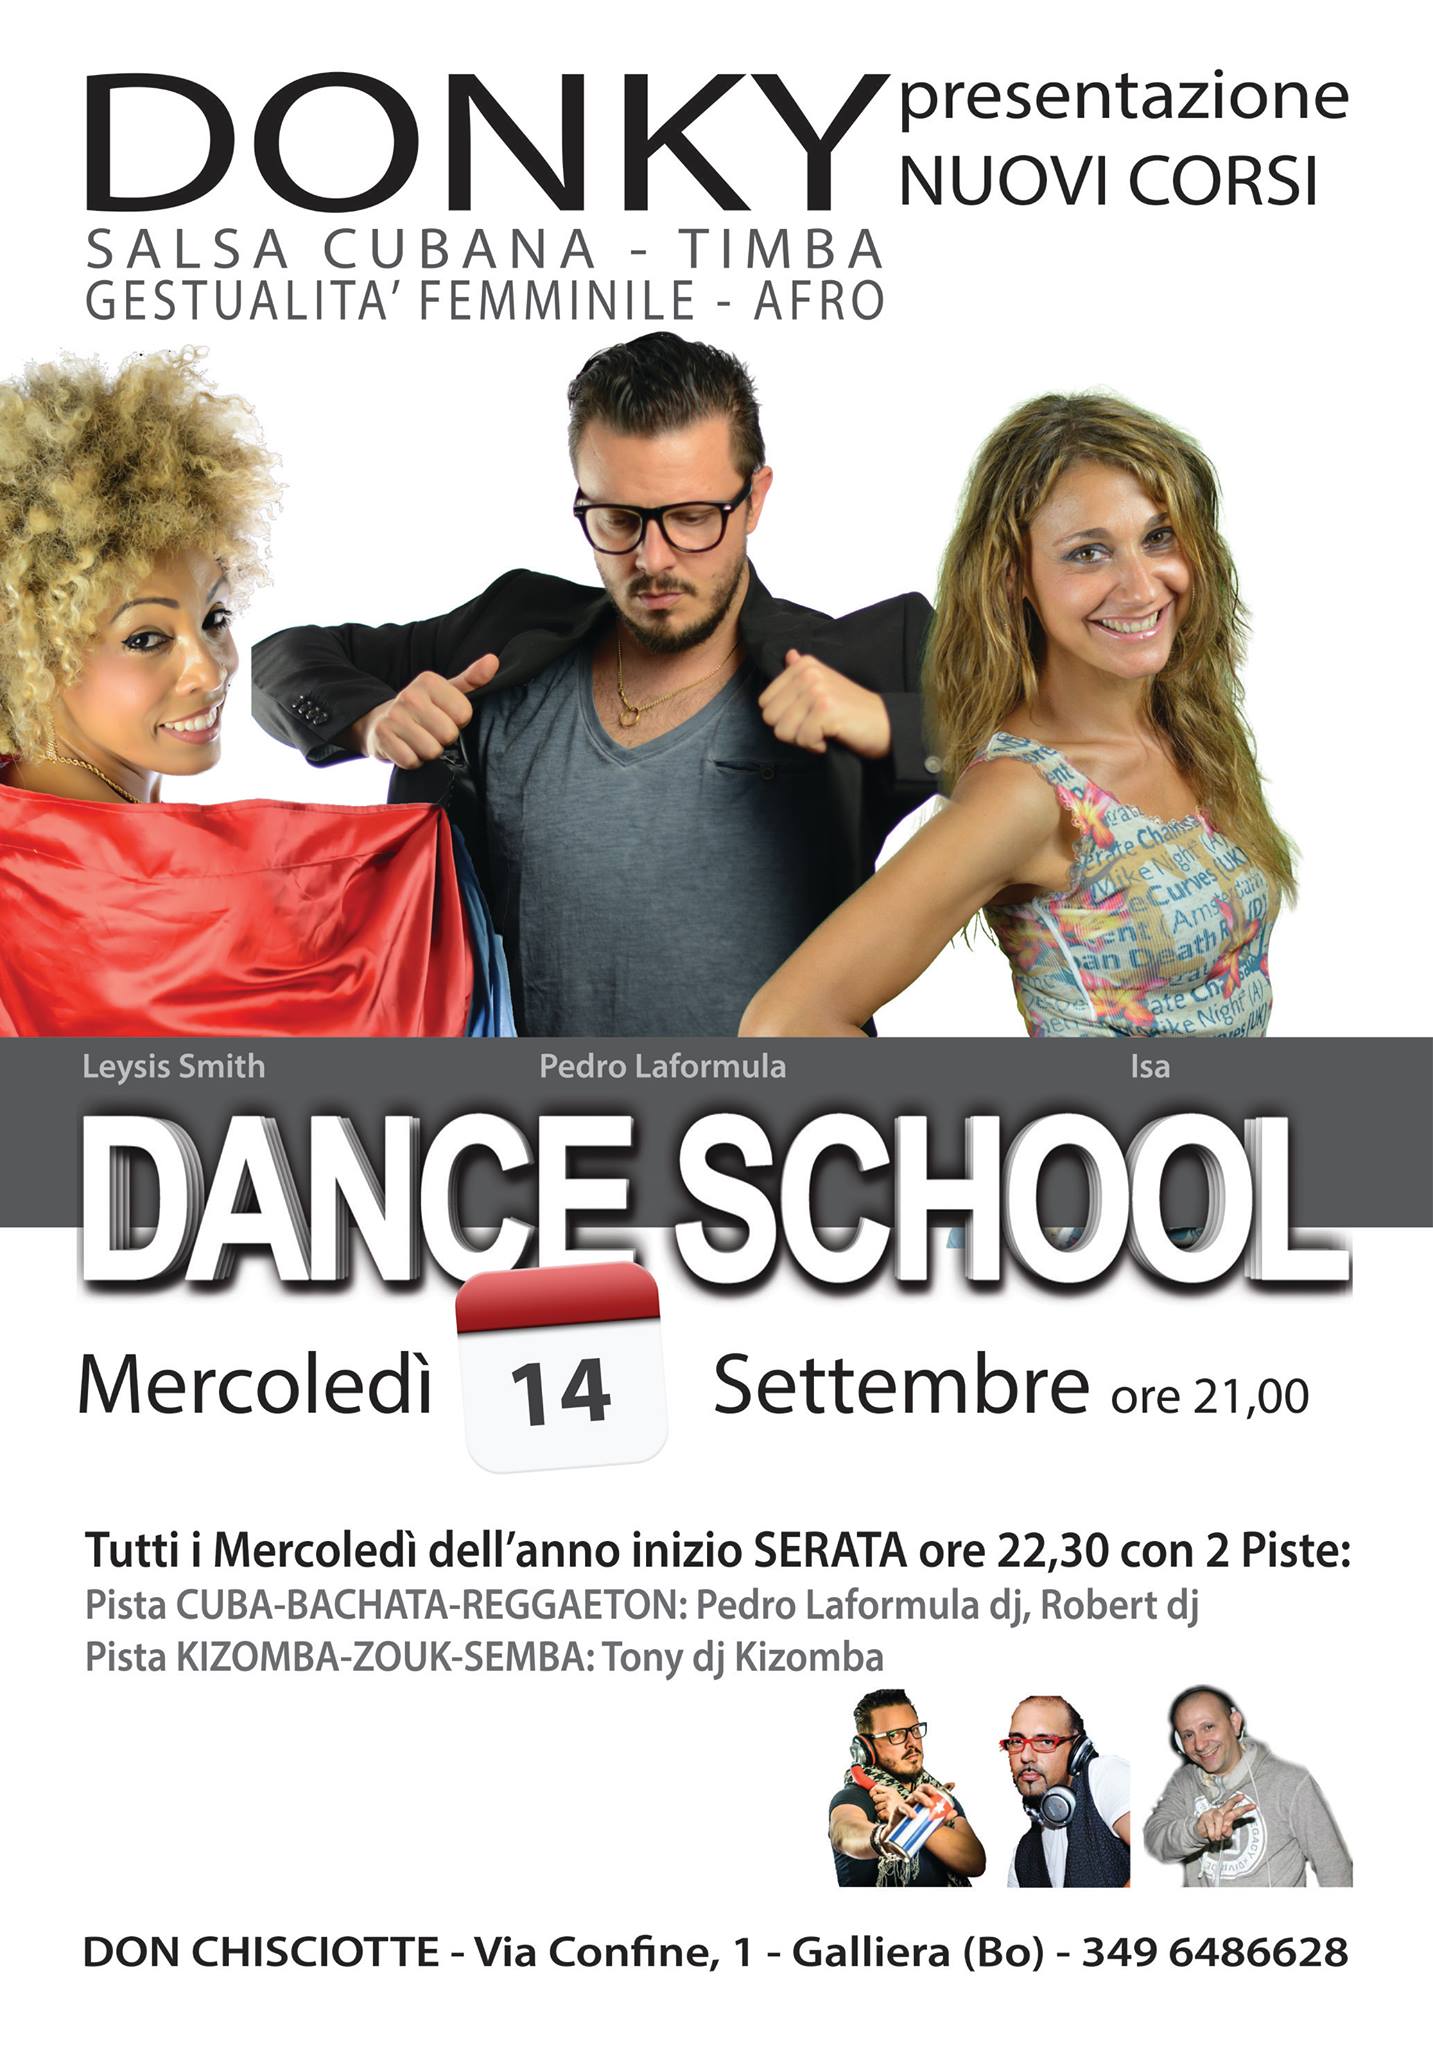 DONKY presentazione
NUOVI CORSI
SALSA CUBANA - TIMBA
GESTUALITA’ FEMMINILE - AFRO
Leysis Smith Pedro Laformula Isa
DANCE SCHOOL
Mercoledì 14 Settembre ore 21,00
Tutti i Mercoledì dell’anno inizio SERATA ore 22,30 con 2 Piste:
Pista CUBA-BACHATA-REGGAETON: Pedro Laformula dj, Robert dj
Pista KIZOMBA-ZOUK-SEMBA: Tony dj Kizomba
DON CHISCIOTTE - Via Confine, 1 - Galliera (Bo) - 349 6486628